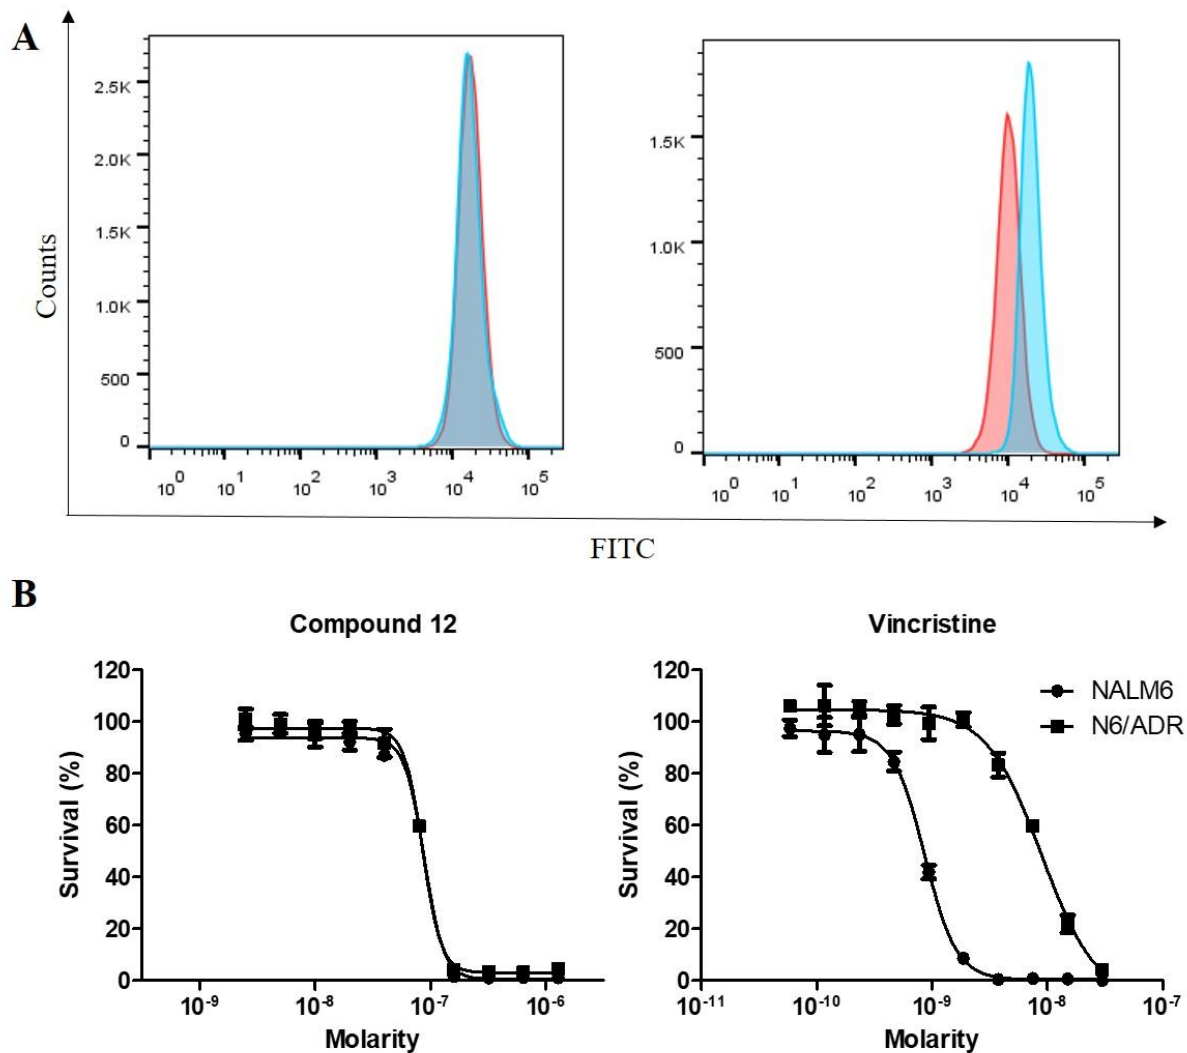 A
Counts
2.5K
2.0K
1.5K
1.0K
500
0
10^0 10^1 10^2 10^3 10^4 10^5
1.5K
1.0K
500
0
10^0 10^1 10^2 10^3 10^4 10^5
FITC
B
Compound 12
Survival (%)
120
100
80
60
40
20
0
10^-9 10^-8 10^-7 10^-6
Molarity
Vincristine
Survival (%)
120
100
80
60
40
20
0
10^-11 10^-10 10^-9 10^-8 10^-7
Molarity
NALM6
N6/ADR